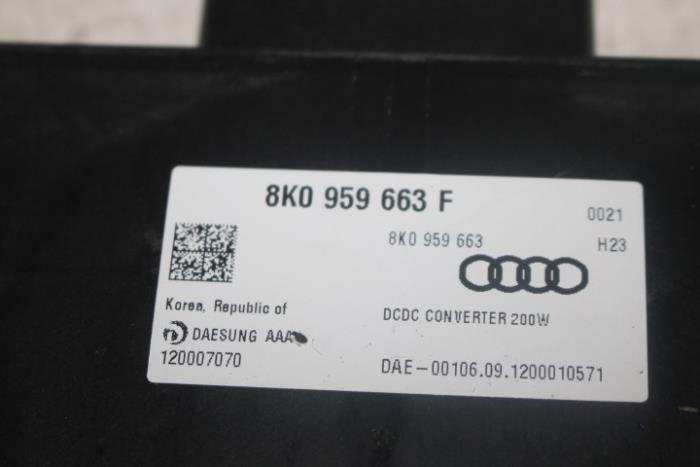 8K0 959 663 F
0021
8K0 959 663
H23
Korea, Republic of
DCDC CONVERTER 200W
DAESUNG
120007070
DAE-00106.09.1200010571